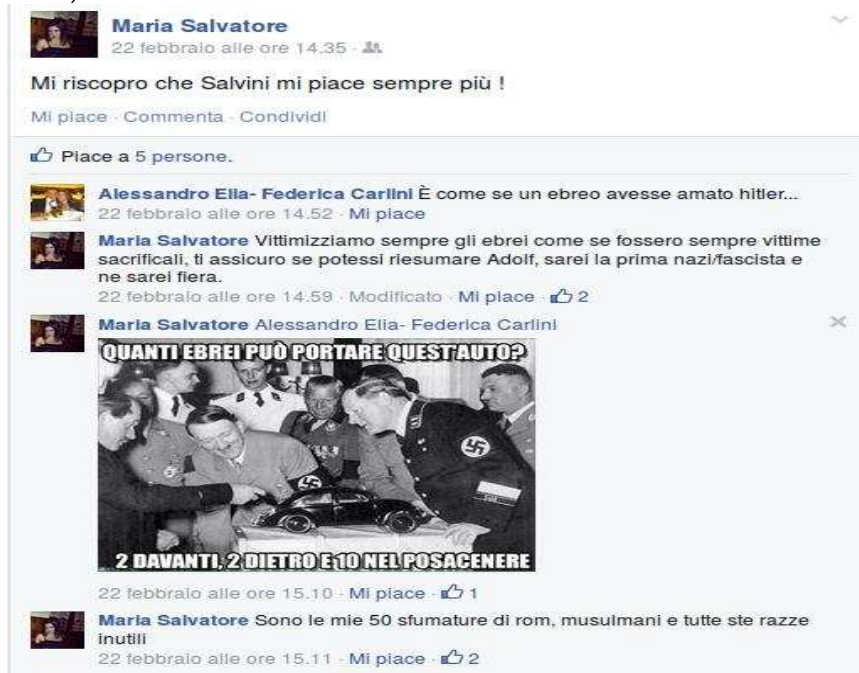 Maria Salvatore
22 febbraio alle ore 14.35 ·
Mi riscopro che Salvini mi piace sempre più !
Mi piace · Commenta · Condividi
Piace a 5 persone.
Alessandro Elia- Federica Carlini È come se un ebreo avesse amato hitler...
22 febbraio alle ore 14.52 · Mi piace
Maria Salvatore Vittimizziamo sempre gli ebrei come se fossero sempre vittime
sacrificali, ti assicuro se potessi riesumare Adolf, sarei la prima nazi/fascista e
ne sarei fiera.
22 febbraio alle ore 14.59 · Modificato · Mi piace · 2
Maria Salvatore Alessandro Elia- Federica Carlini
QUANTI EBREI PUÒ PORTARE QUEST'AUTO?
2 DAVANTI, 2 DIETRO E 10 NEL POSACENERE
22 febbraio alle ore 15.10 · Mi piace · 1
Maria Salvatore Sono le mie 50 sfumature di rom, musulmani e tutte ste razze
inutili
22 febbraio alle ore 15.11 · Mi piace · 2